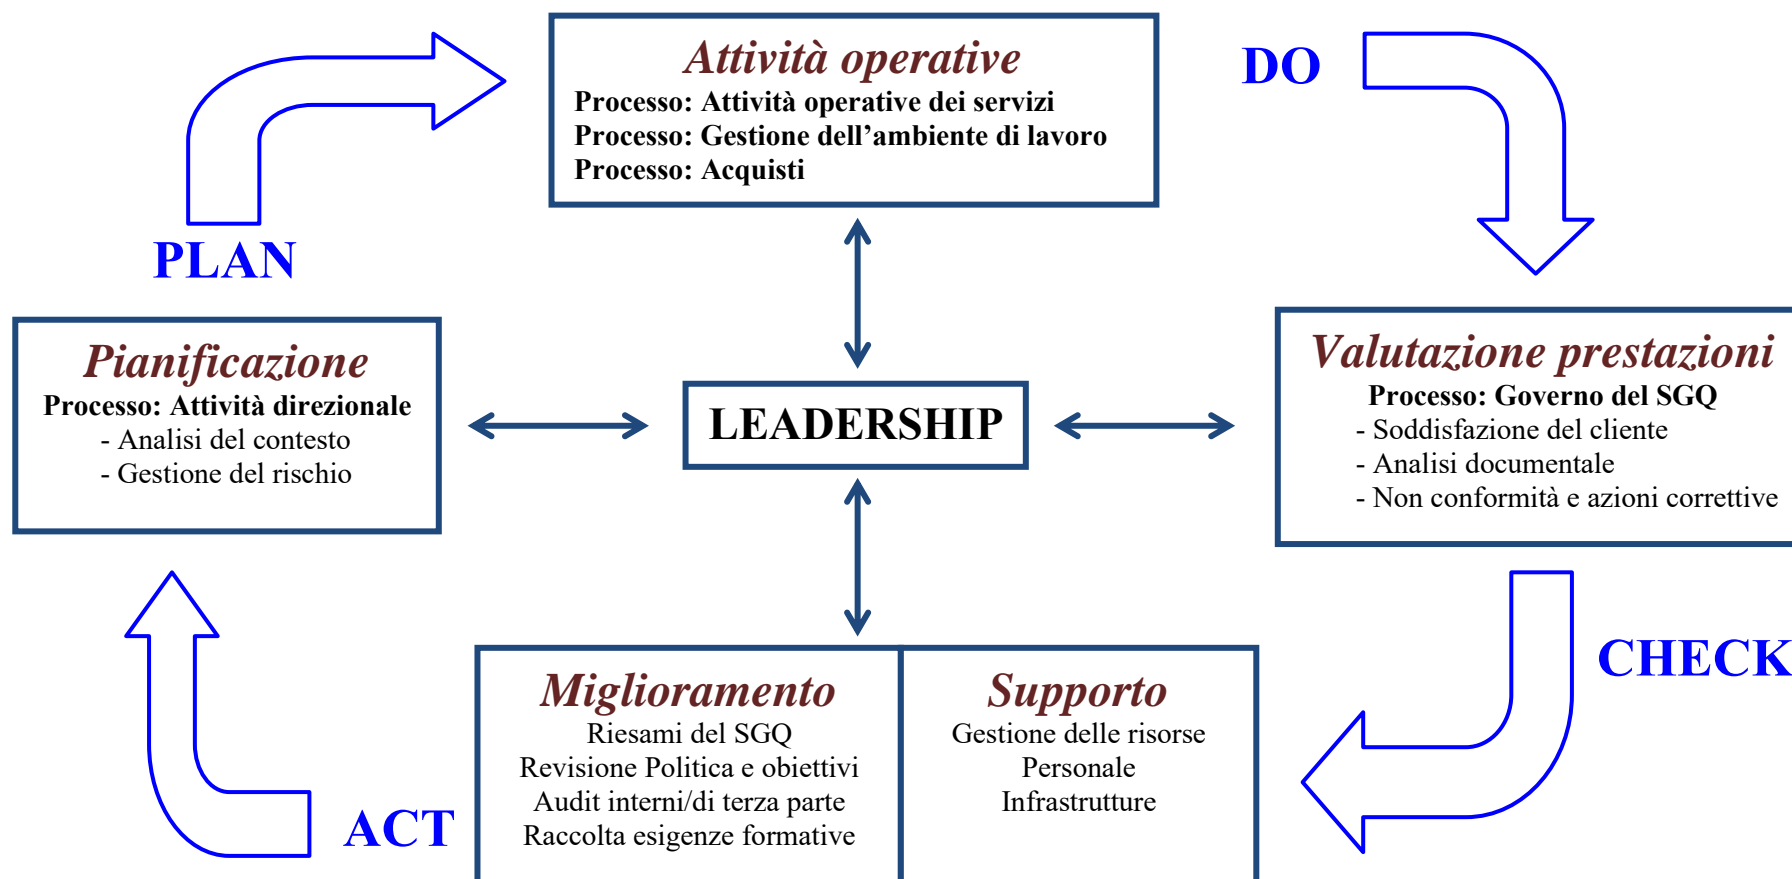 Attività operative
Processo: Attività operative dei servizi
Processo: Gestione dell’ambiente di lavoro
Processo: Acquisti
DO
PLAN
Pianificazione
Processo: Attività direzionale
- Analisi del contesto
- Gestione del rischio
LEADERSHIP
Valutazione prestazioni
Processo: Governo del SGQ
- Soddisfazione del cliente
- Analisi documentale
- Non conformità e azioni correttive
CHECK
Miglioramento
Riesami del SGQ
Revisione Politica e obiettivi
Audit interni/di terza parte
Raccolta esigenze formative
Supporto
Gestione delle risorse
Personale
Infrastrutture
ACT